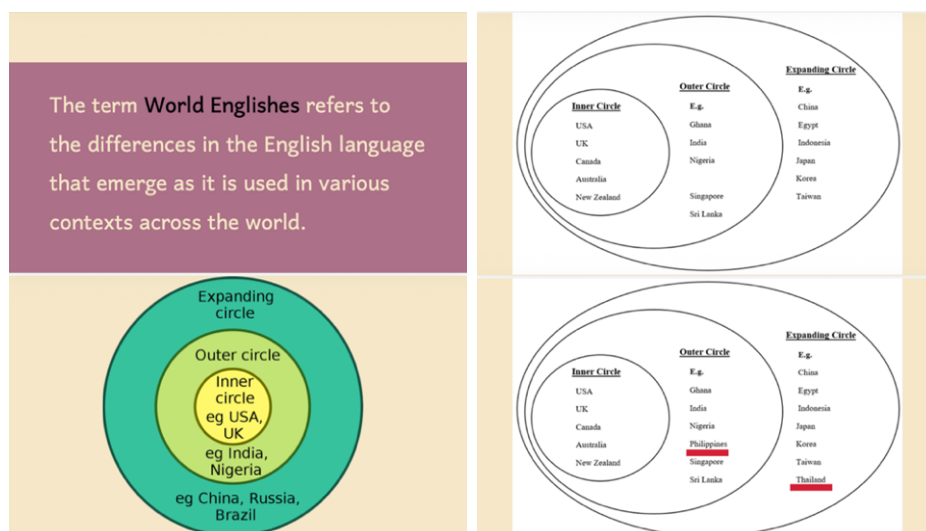 The term World Englishes refers to
the differences in the English language
that emerge as it is used in various
contexts across the world.
Inner Circle
USA
UK
Canada
Australia
New Zealand
Outer Circle
E.g.
Ghana
India
Nigeria
Singapore
Sri Lanka
Expanding Circle
E.g.
China
Egypt
Indonesia
Japan
Korea
Taiwan
Expanding
circle
Outer circle
Inner
circle
eg USA,
UK
eg India,
Nigeria
eg China, Russia,
Brazil
Inner Circle
USA
UK
Canada
Australia
New Zealand
Outer Circle
E.g.
Ghana
India
Nigeria
Philippines
Singapore
Sri Lanka
Expanding Circle
E.g.
China
Egypt
Indonesia
Japan
Korea
Taiwan
Thailand